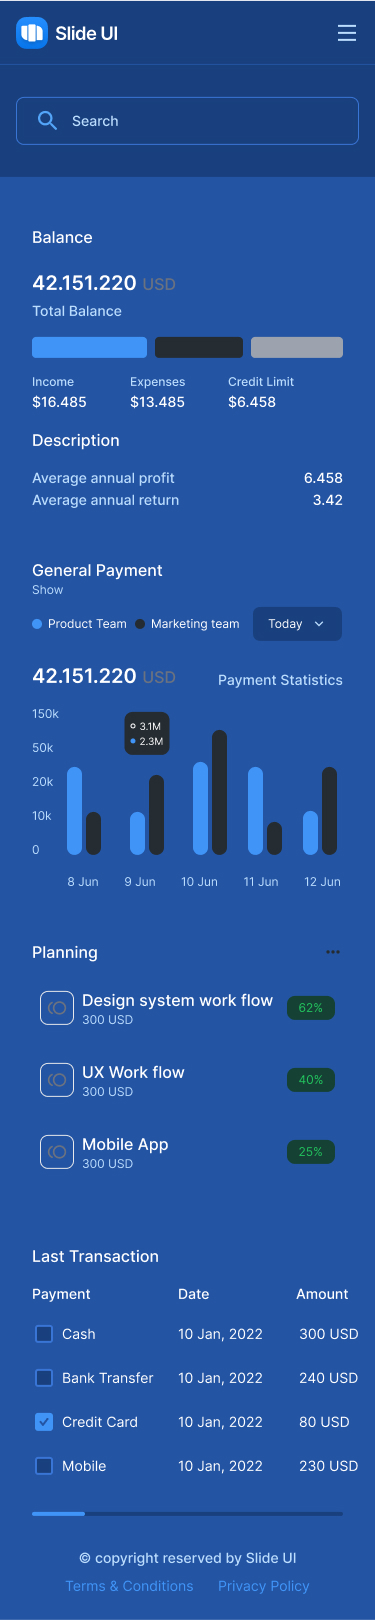 Slide UI
Search
Balance
42.151.220 USD
Total Balance
Income Expenses Credit Limit
$16.485 $13.485 $6.458
Description
Average annual profit 6.458
Average annual return 3.42
General Payment
Show
Product Team Marketing team Today
42.151.220 USD Payment Statistics
150k
50k
20k
10k
0
3.1M
2.3M
8 Jun 9 Jun 10 Jun 11 Jun 12 Jun
Planning
Design system work flow
300 USD
62%
UX Work flow
300 USD
40%
Mobile App
300 USD
25%
Last Transaction
Payment Date Amount
Cash 10 Jan, 2022 300 USD
Bank Transfer 10 Jan, 2022 240 USD
Credit Card 10 Jan, 2022 80 USD
Mobile 10 Jan, 2022 230 USD
© copyright reserved by Slide UI
Terms & Conditions Privacy Policy